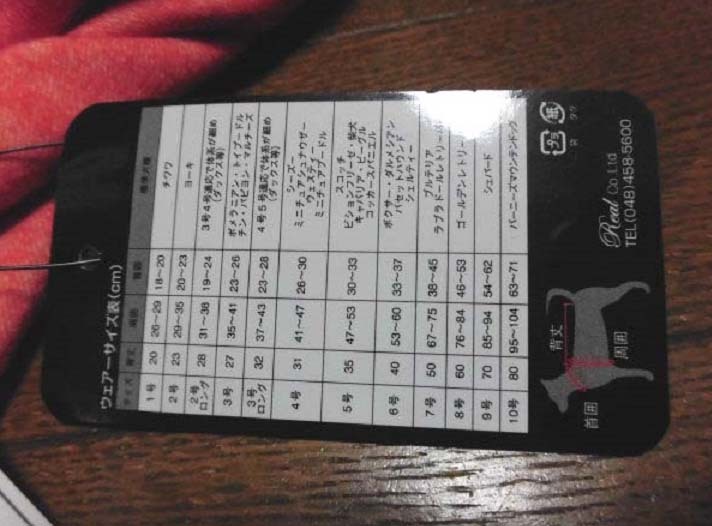 ウェアーサイズ表(cm)
サイズ 背丈 周囲 首囲 標準犬種
1号 20 26~29 18~20 チワワ
2号 23 29~35 20~23 ヨーキ
2号ロング 28 31~38 19~24 3号4号適応で体系が細め(ダックス等)
3号 27 35~41 23~26 ポメラニアン・トイプードル
チン・パピヨン・マルチーズ
3号ロング 32 37~43 23~28 4号5号適応で体系が細め(ダックス等)
4号 31 41~47 26~30 シーズー
ミニチュアシュナウザー
ウェスティ
ミニチュアプードル
5号 35 47~53 30~33 スコッチ
ビションフリーゼ・柴犬
キャバリア・ビーグル
コッカースパニエル
6号 40 53~60 33~37 ボクサー・ダルメシアン
バセットハウンド
シェルティー
7号 50 67~75 38~45 ブルテリア
ラブラドールレトリーバー
8号 60 76~84 46~53 ゴールデンレトリー
9号 70 85~94 54~62 シェパード
10号 80 95~104 63~71 バーニーズマウンテンドッグ
背丈
周囲
首囲
プラ 紙
袋 タグ
Real Co.Ltd
TEL(048)458-5600